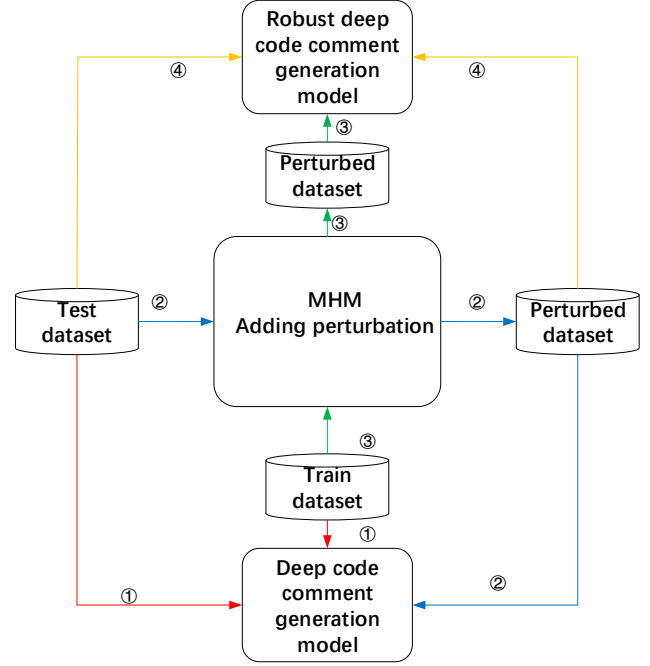 Robust deep
code comment
generation
model
④
④
③
Perturbed
dataset
③
MHM
Adding perturbation
②
②
Test
dataset
Perturbed
dataset
③
Train
dataset
①
Deep code
comment
generation
model
①
②